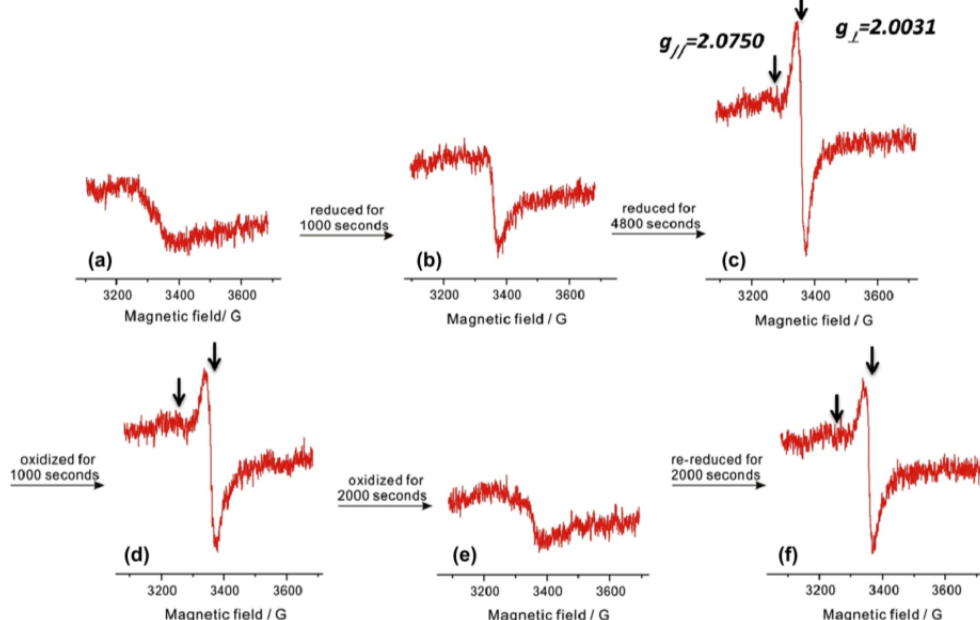 g//=2.0750
g⊥=2.0031
reduced for
1000 seconds
reduced for
4800 seconds
(a)
(b)
(c)
3200 3400 3600
Magnetic field/ G
3200 3400 3600
Magnetic field / G
3200 3400 3600
Magnetic field / G
oxidized for
1000 seconds
oxidized for
2000 seconds
re-reduced for
2000 seconds
(d)
(e)
(f)
3200 3400 3600
Magnetic field / G
3200 3400 3600
Magnetic field / G
3200 3400 3600
Magnetic field / G